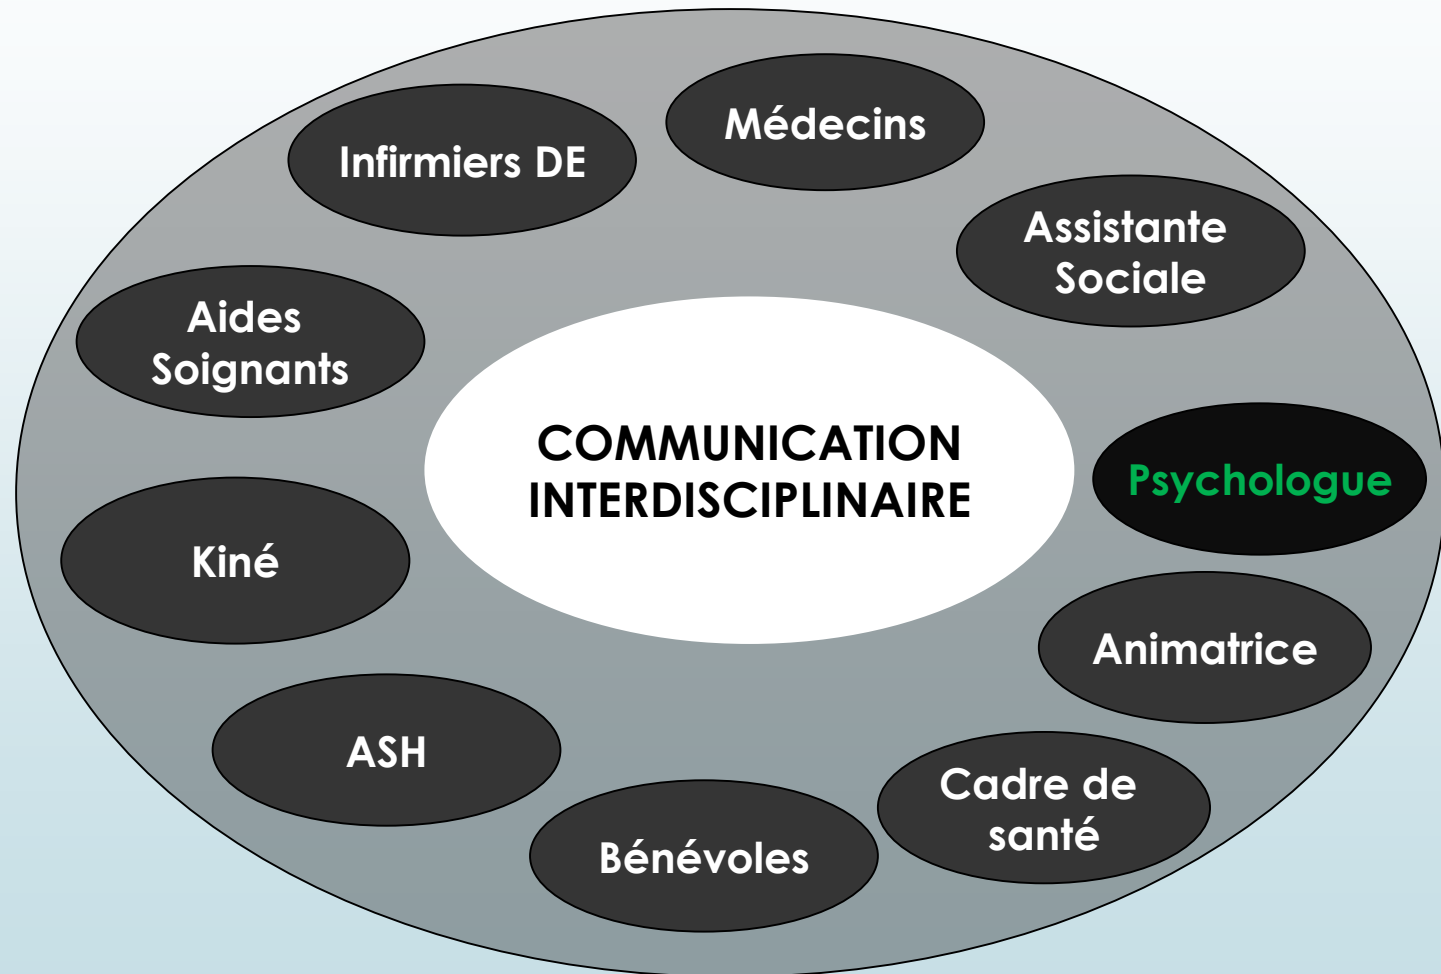 Médecins
Infirmiers DE
Assistante
Sociale
Aides
Soignants
COMMUNICATION
INTERDISCIPLINAIRE
Psychologue
Kiné
Animatrice
ASH
Cadre de
santé
Bénévoles